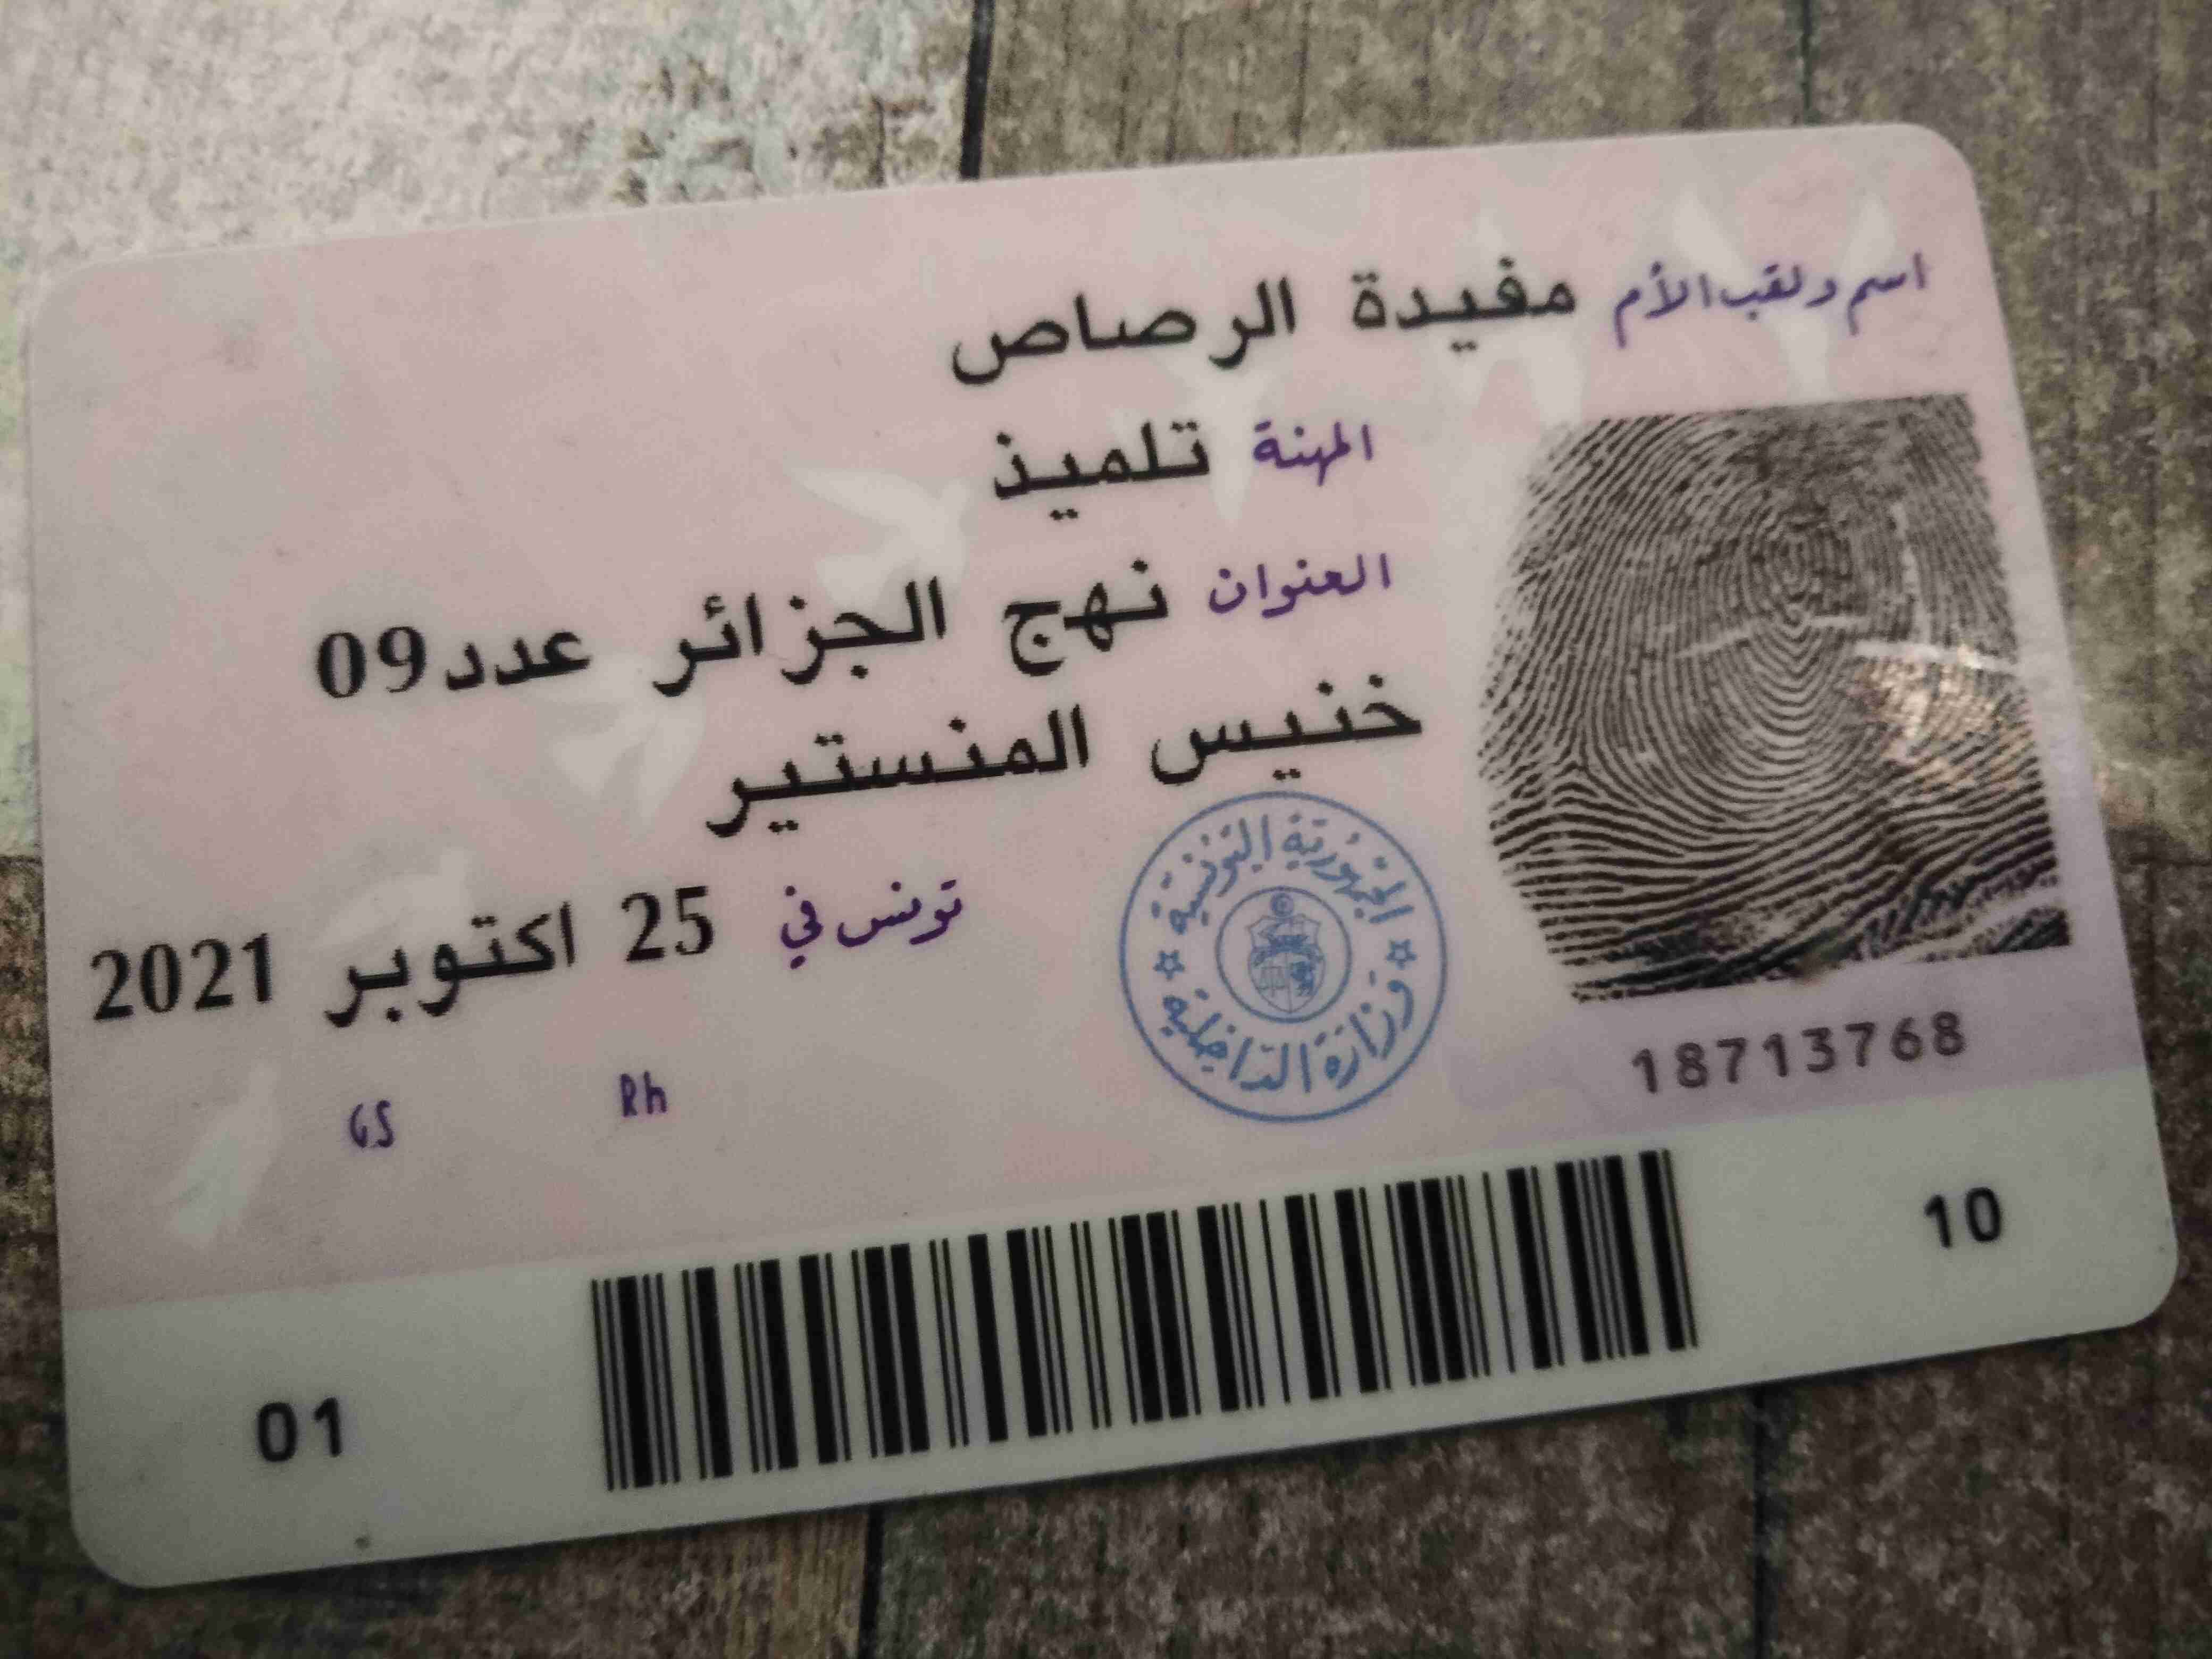 اسم ولقب الأم مفيدة الرصاص
المهنة تلميذ
العنوان نهج الجزائر عدد09
خنيس المنستير
تونس في 25 اكتوبر 2021
الجمهورية التونسية
وزارة الداخلية
18713768
GS Rh
01 10